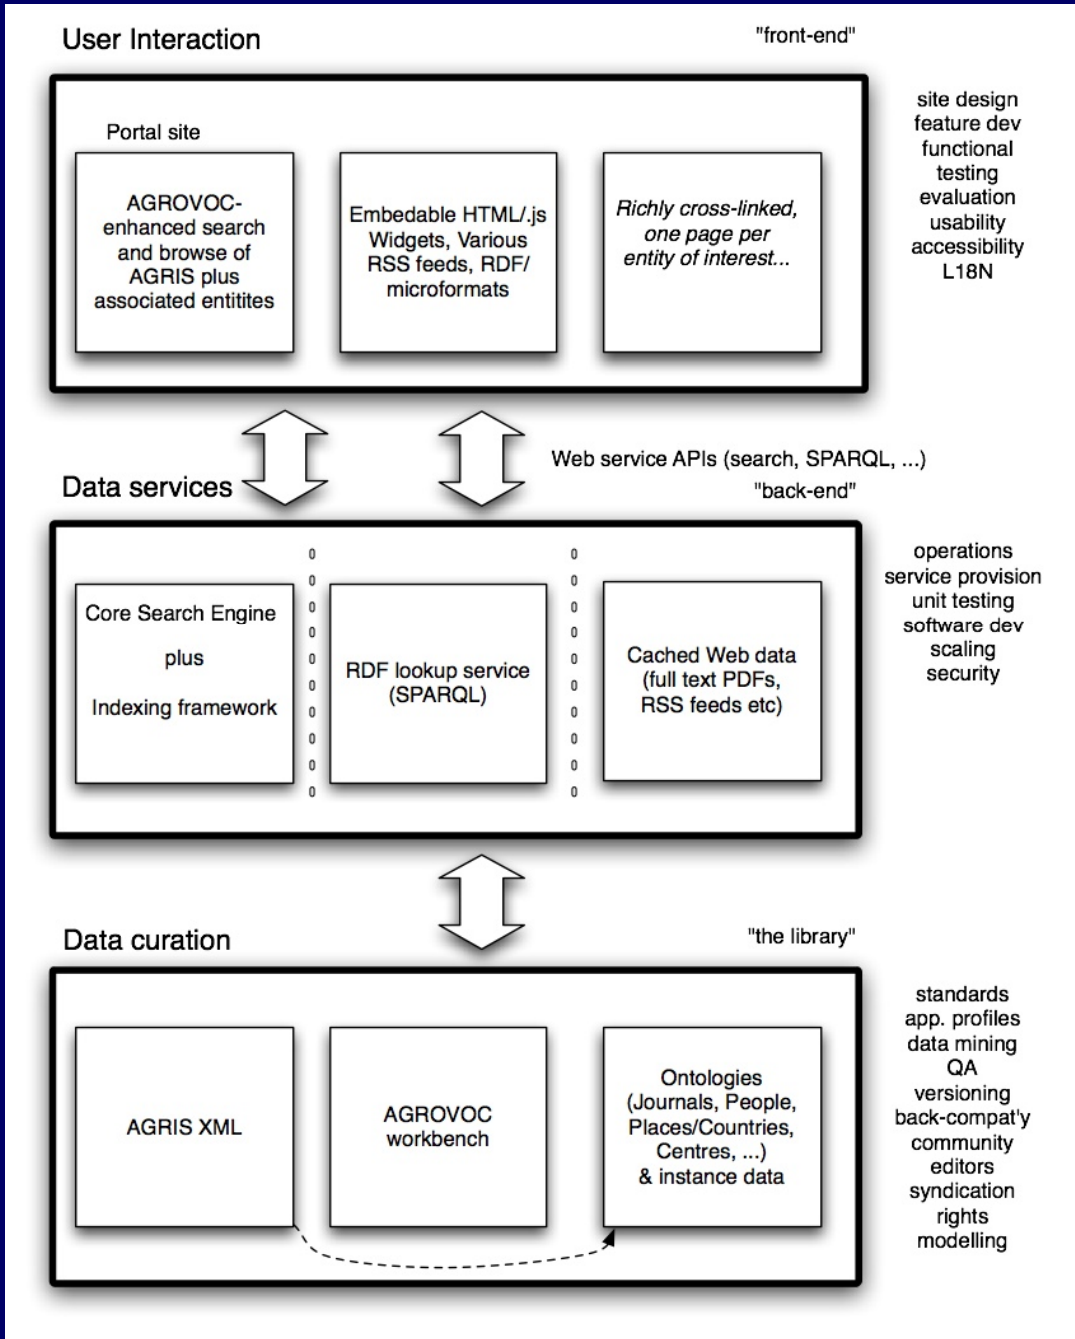 User Interaction
"front-end"
Portal site
AGROVOC-
enhanced search
and browse of
AGRIS plus
associated entitites
Embedable HTML/.js
Widgets, Various
RSS feeds, RDF/
microformats
Richly cross-linked,
one page per
entity of interest...
site design
feature dev
functional
testing
evaluation
usability
accessibility
L18N
Web service APIs (search, SPARQL, ...)
Data services
"back-end"
Core Search Engine
plus
Indexing framework
RDF lookup service
(SPARQL)
Cached Web data
(full text PDFs,
RSS feeds etc)
operations
service provision
unit testing
software dev
scaling
security
Data curation
"the library"
AGRIS XML
AGROVOC
workbench
Ontologies
(Journals, People,
Places/Countries,
Centres, ...)
& instance data
standards
app. profiles
data mining
QA
versioning
back-compat'y
community
editors
syndication
rights
modelling